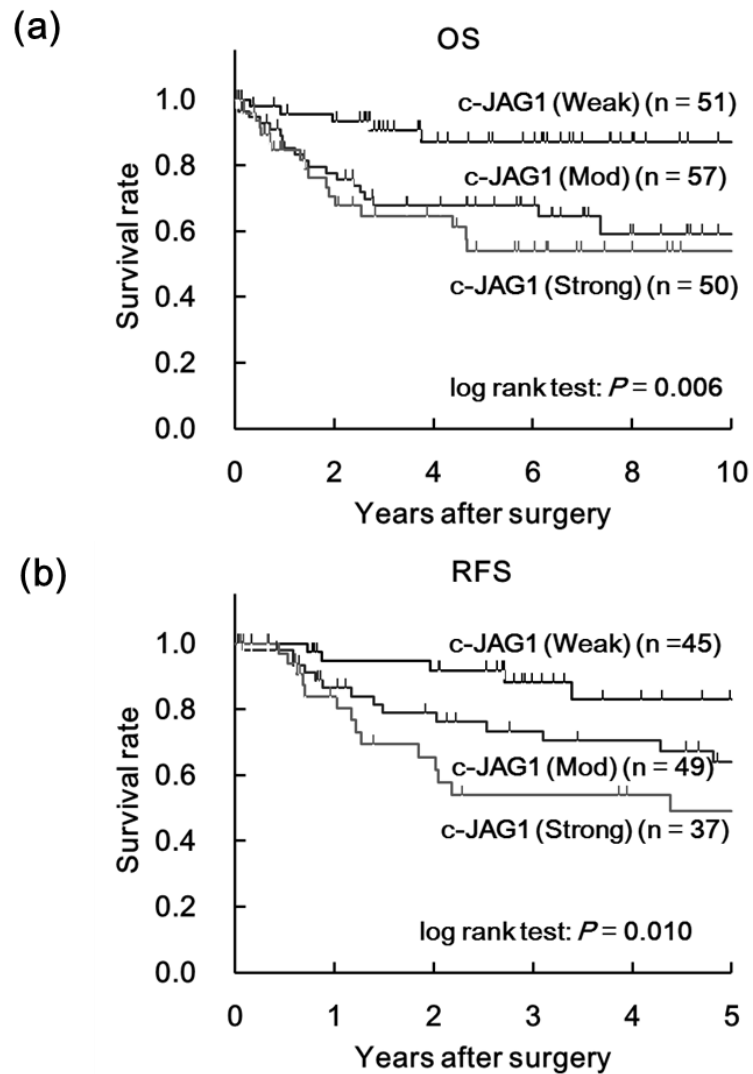 (a)
OS
Survival rate
1.0
0.8
0.6
0.4
0.2
0.0
c-JAG1 (Weak) (n = 51)
c-JAG1 (Mod) (n = 57)
c-JAG1 (Strong) (n = 50)
log rank test: P = 0.006
0 2 4 6 8 10
Years after surgery
(b)
RFS
Survival rate
1.0
0.8
0.6
0.4
0.2
0.0
c-JAG1 (Weak) (n =45)
c-JAG1 (Mod) (n = 49)
c-JAG1 (Strong) (n = 37)
log rank test: P = 0.010
0 1 2 3 4 5
Years after surgery